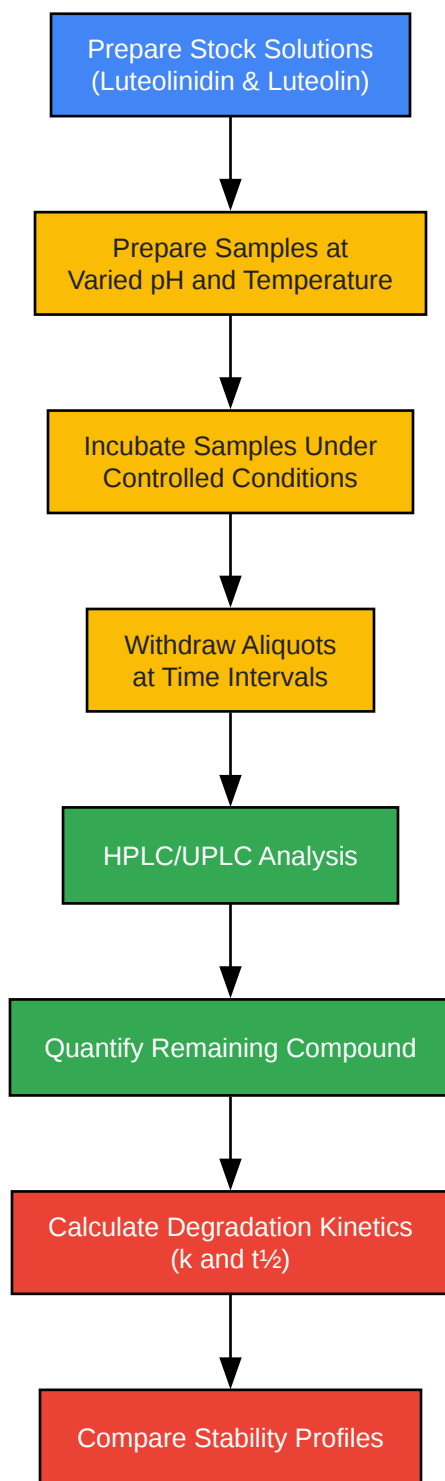 Prepare Stock Solutions
(Luteolinidin & Luteolin)
Prepare Samples at
Varied pH and Temperature
Incubate Samples Under
Controlled Conditions
Withdraw Aliquots
at Time Intervals
HPLC/UPLC Analysis
Quantify Remaining Compound
Calculate Degradation Kinetics
(k and t½)
Compare Stability Profiles